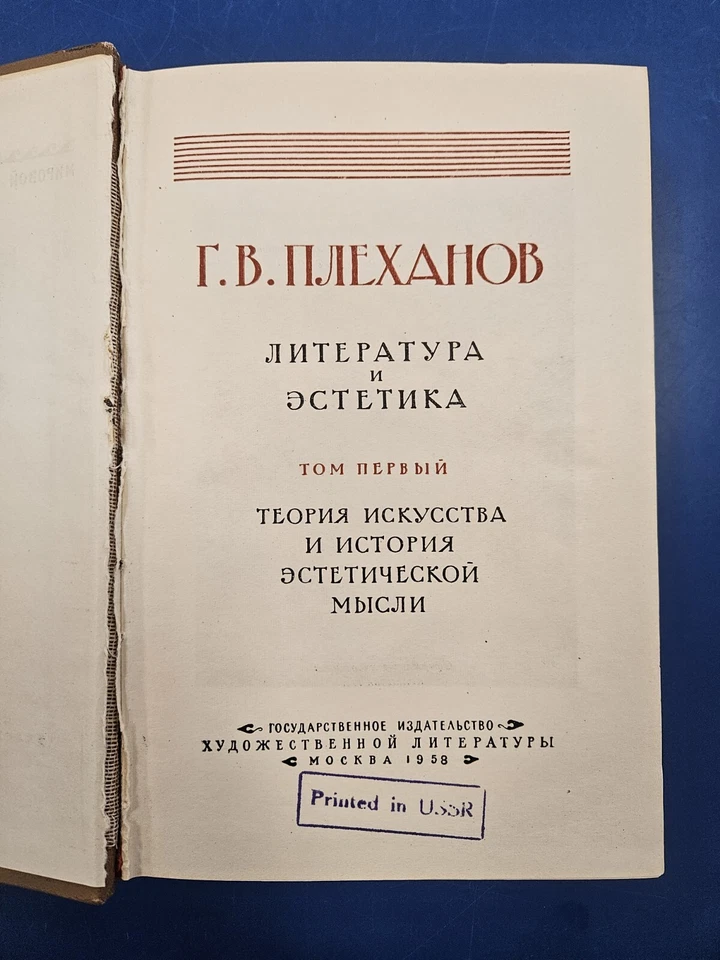 Г. В. ПЛЕХАНОВ
ЛИТЕРАТУРА
И
ЭСТЕТИКА
ТОМ ПЕРВЫЙ
ТЕОРИЯ ИСКУССТВА
И ИСТОРИЯ
ЭСТЕТИЧЕСКОЙ
МЫСЛИ
ГОСУДАРСТВЕННОЕ ИЗДАТЕЛЬСТВО
ХУДОЖЕСТВЕННОЙ ЛИТЕРАТУРЫ
МОСКВА 1958
Printed in USSR